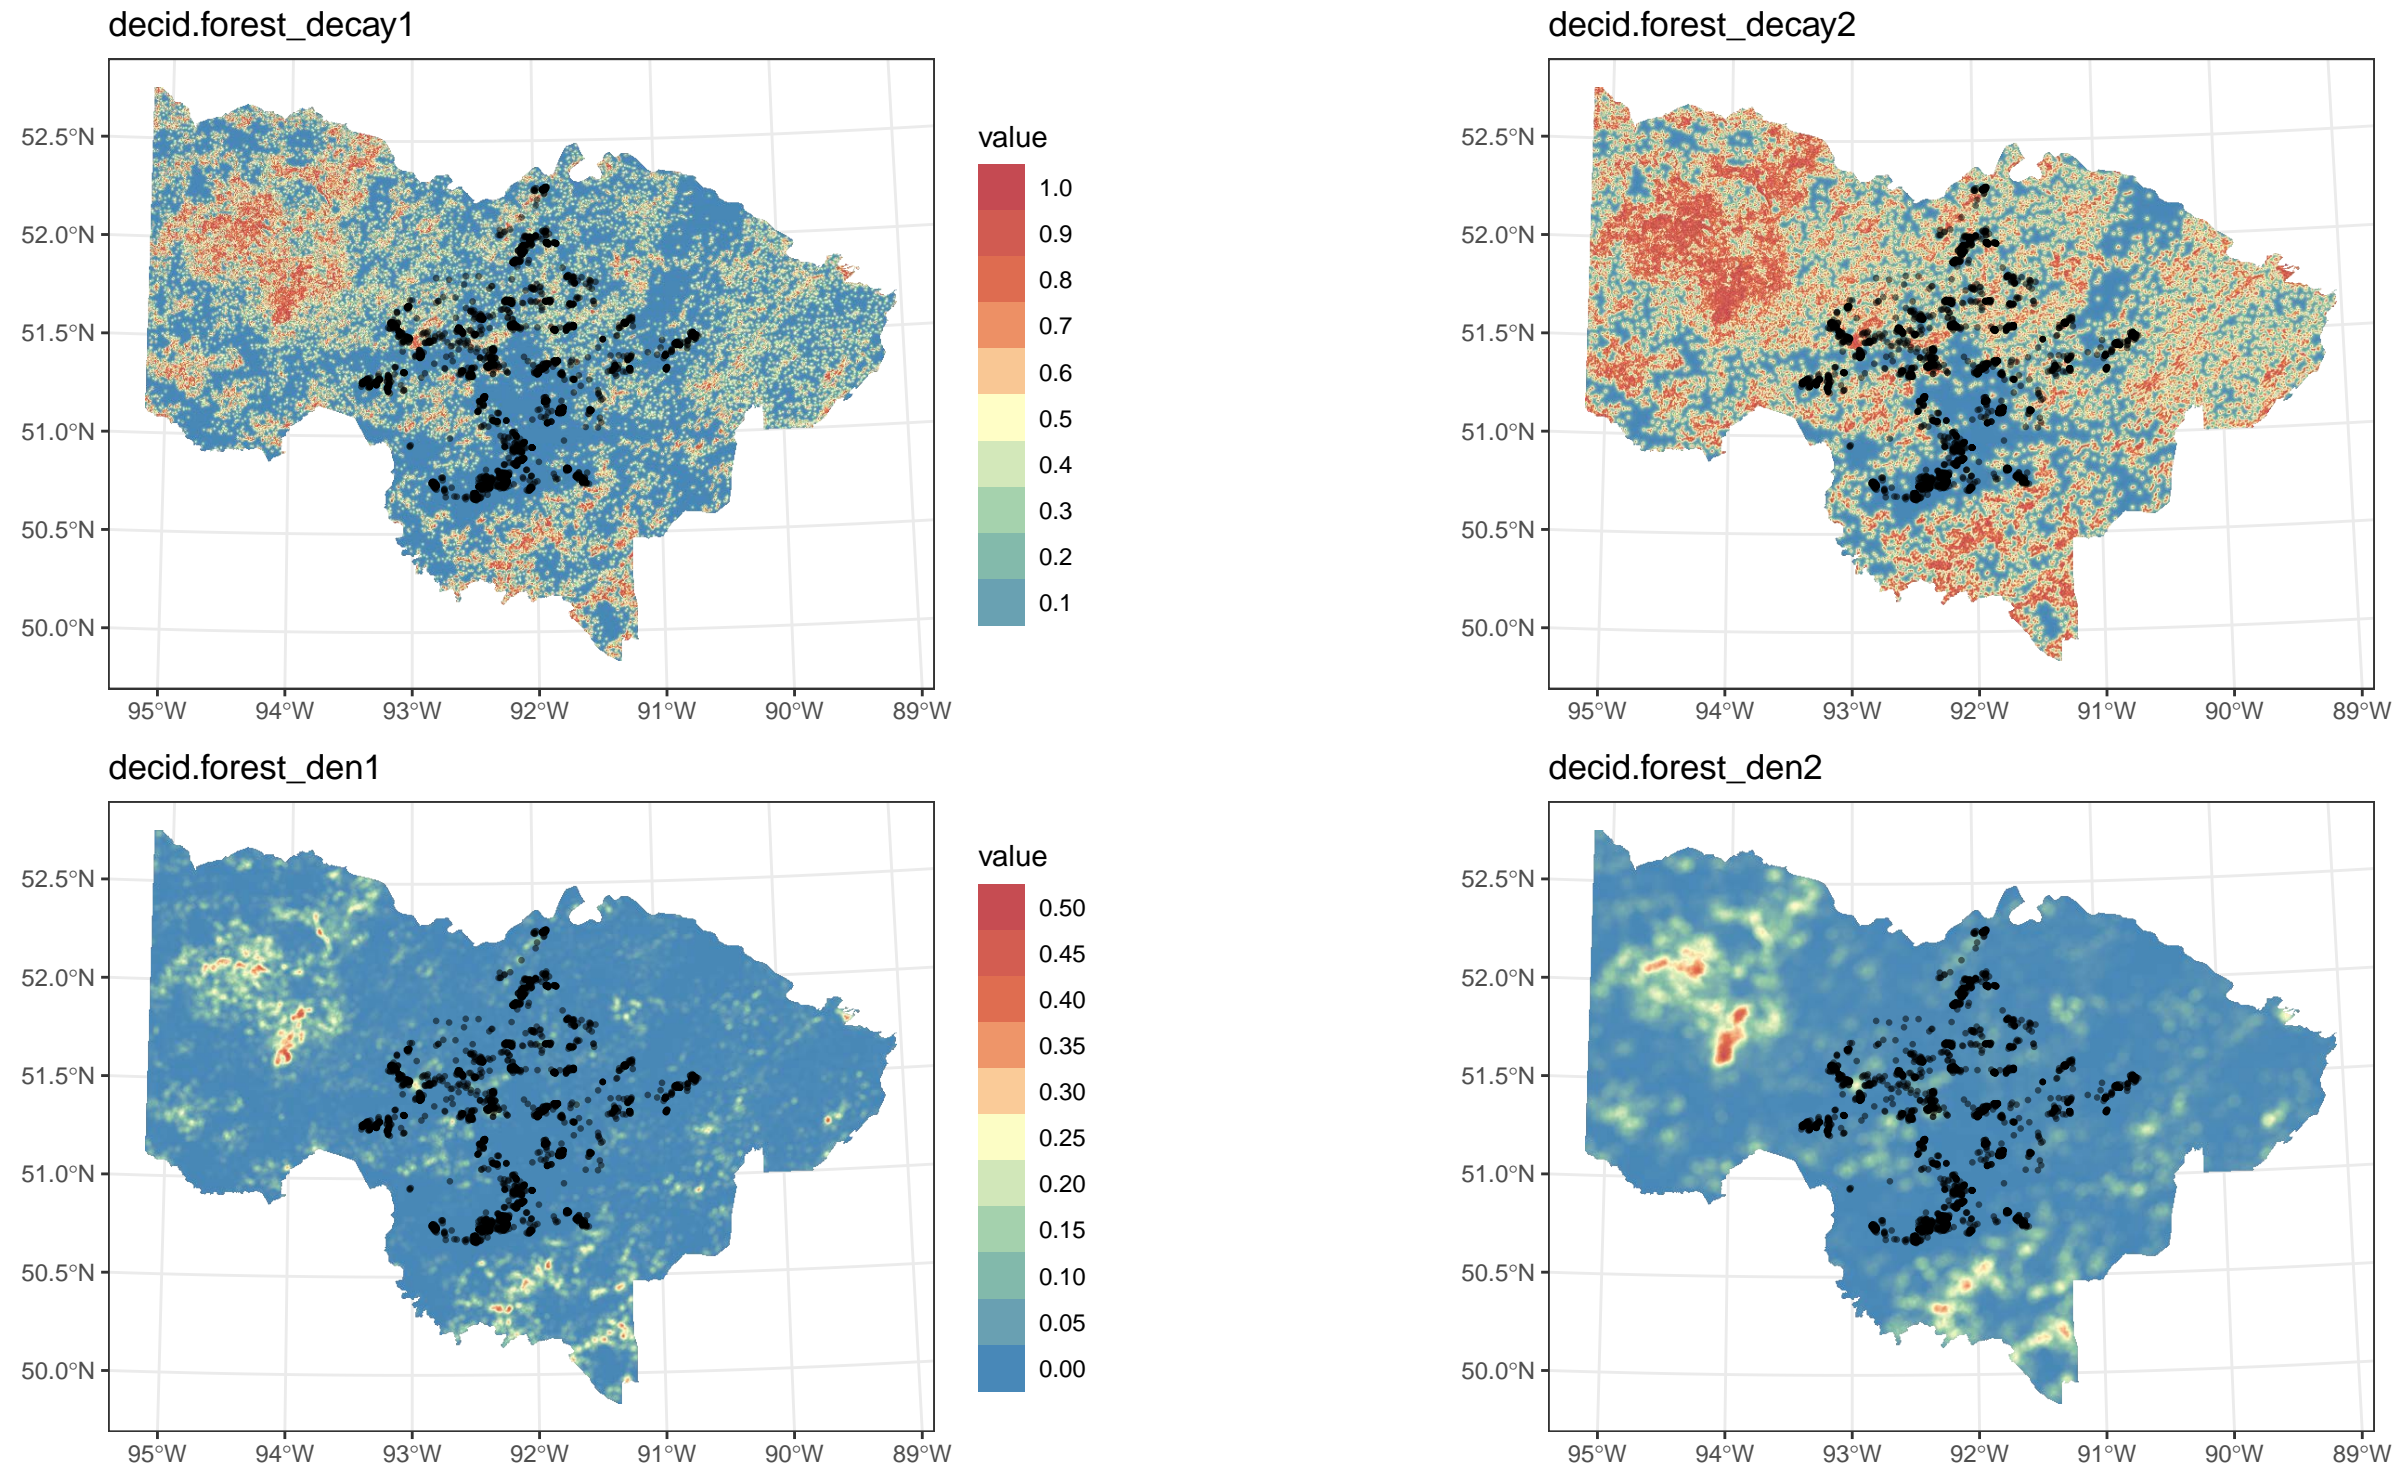 decid.forest_decay1
52.5°N
52.0°N
51.5°N
51.0°N
50.5°N
50.0°N
95°W 94°W 93°W 92°W 91°W 90°W 89°W
value
1.0
0.9
0.8
0.7
0.6
0.5
0.4
0.3
0.2
0.1
decid.forest_decay2
52.5°N
52.0°N
51.5°N
51.0°N
50.5°N
50.0°N
95°W 94°W 93°W 92°W 91°W 90°W 89°W
decid.forest_den1
52.5°N
52.0°N
51.5°N
51.0°N
50.5°N
50.0°N
95°W 94°W 93°W 92°W 91°W 90°W 89°W
value
0.50
0.45
0.40
0.35
0.30
0.25
0.20
0.15
0.10
0.05
0.00
decid.forest_den2
52.5°N
52.0°N
51.5°N
51.0°N
50.5°N
50.0°N
95°W 94°W 93°W 92°W 91°W 90°W 89°W